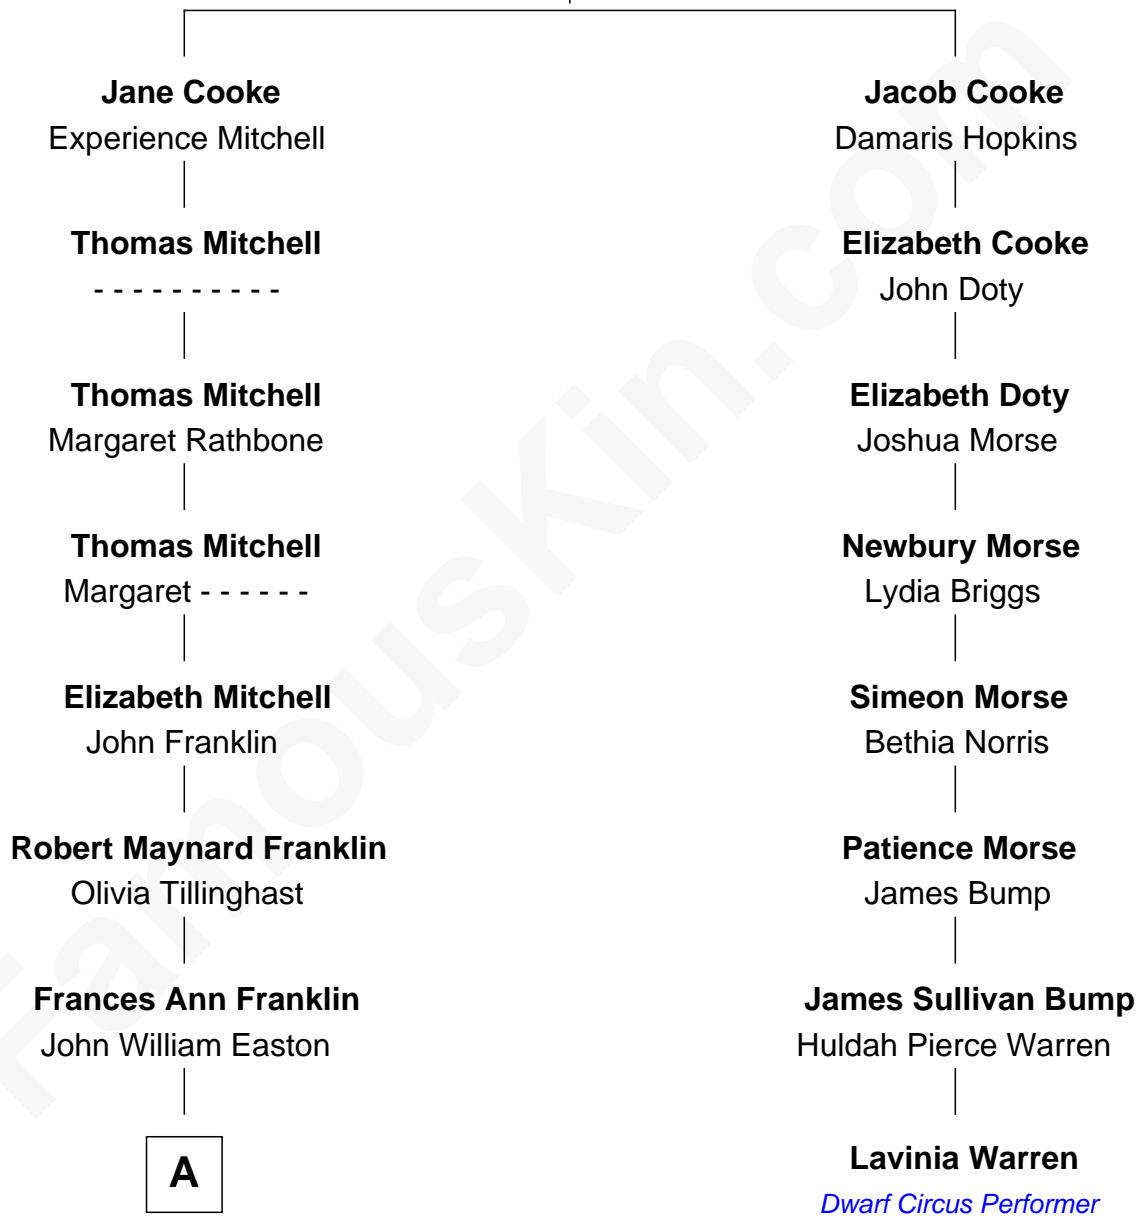 Jane Cooke
Experience Mitchell
Thomas Mitchell
- - - - - - - - - -
Thomas Mitchell
Margaret Rathbone
Thomas Mitchell
Margaret - - - - - -
Elizabeth Mitchell
John Franklin
Robert Maynard Franklin
Olivia Tillinghast
Frances Ann Franklin
John William Easton
A
Jacob Cooke
Damaris Hopkins
Elizabeth Cooke
John Doty
Elizabeth Doty
Joshua Morse
Newbury Morse
Lydia Briggs
Simeon Morse
Bethia Norris
Patience Morse
James Bump
James Sullivan Bump
Huldah Pierce Warren
Lavinia Warren
Dwarf Circus Performer
FamousKin.com